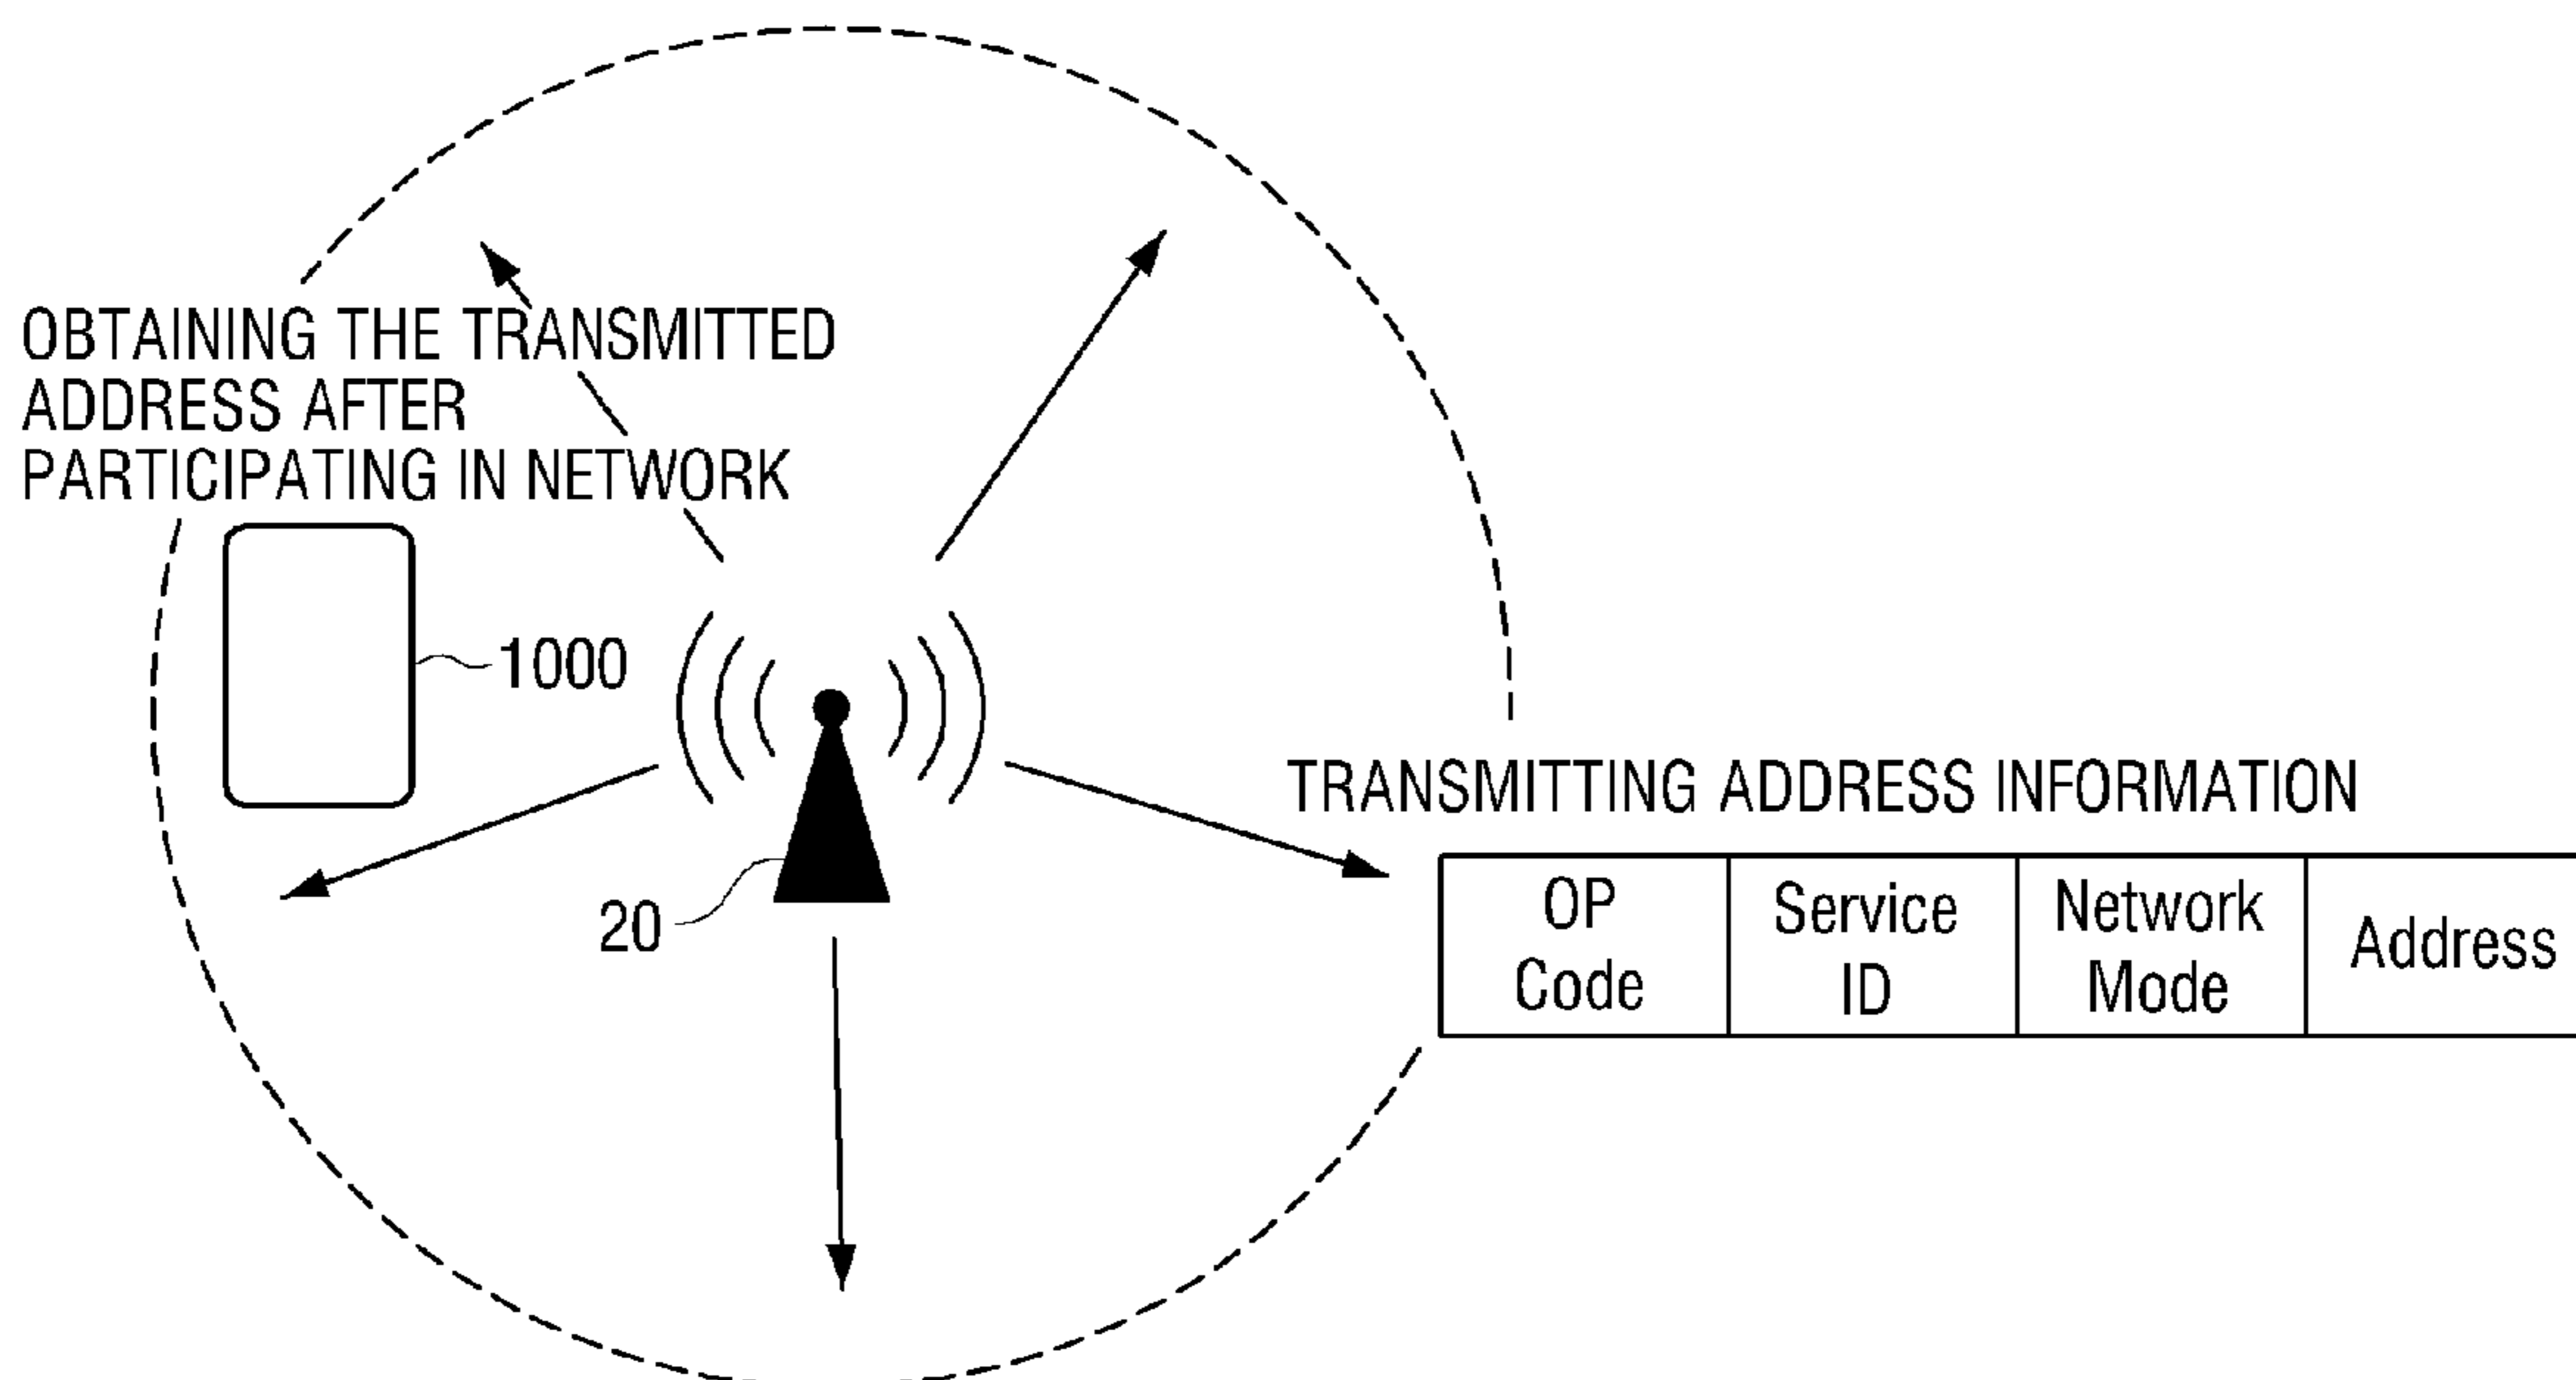 OBTAINING THE TRANSMITTED
ADDRESS AFTER
PARTICIPATING IN NETWORK
1000
20
TRANSMITTING ADDRESS INFORMATION
OP
Code
Service
ID
Network
Mode
Address